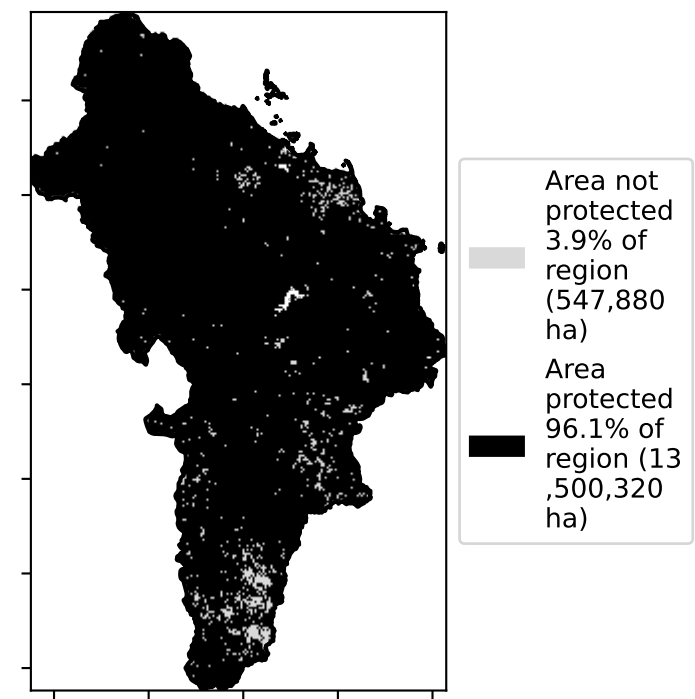 Area not
protected
3.9% of
region
(547,880
ha)
Area
protected
96.1% of
region (13
,500,320
ha)